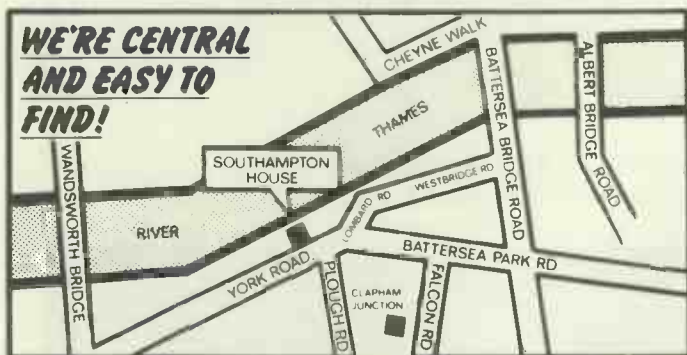 WE'RE CENTRAL
AND EASY TO
FIND!
CHEYNE WALK
BATTERSEA BRIDGE ROAD
ALBERT BRIDGE ROAD
THAMES
SOUTHAMPTON
HOUSE
WANDSWORTH BRIDGE
RIVER
LOMBARD RD
WESTBRIDGE RD
BATTERSEA PARK RD
YORK ROAD
PLOUGH RD
CLAPHAM
JUNCTION
FALCON RD